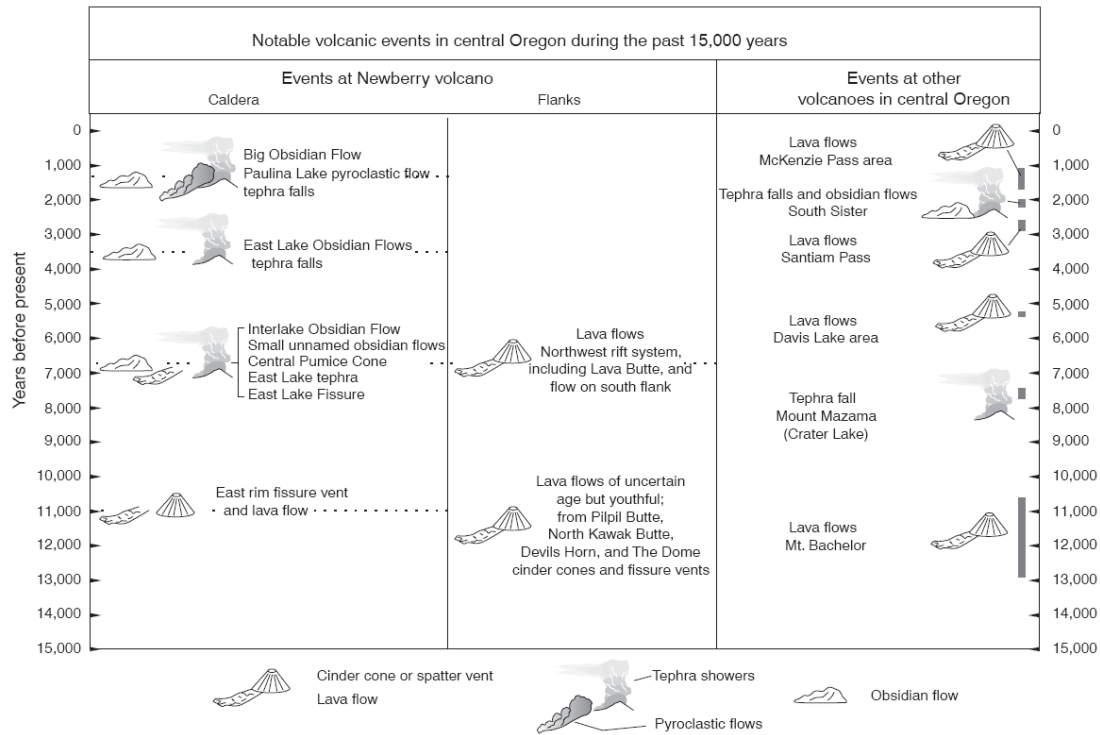 Notable volcanic events in central Oregon during the past 15,000 years
Events at Newberry volcano
Caldera
Flanks
Events at other
volcanoes in central Oregon
Years before present
0
1,000
2,000
3,000
4,000
5,000
6,000
7,000
8,000
9,000
10,000
11,000
12,000
13,000
14,000
15,000
Big Obsidian Flow
Paulina Lake pyroclastic flow
tephra falls
East Lake Obsidian Flows
tephra falls
Interlake Obsidian Flow
Small unnamed obsidian flows
Central Pumice Cone
East Lake tephra
East Lake Fissure
East rim fissure vent
and lava flow
Lava flows
Northwest rift system,
including Lava Butte, and
flow on south flank
Lava flows of uncertain
age but youthful;
from Pilpil Butte,
North Kawak Butte,
Devils Horn, and The Dome
cinder cones and fissure vents
Lava flows
McKenzie Pass area
Tephra falls and obsidian flows
South Sister
Lava flows
Santiam Pass
Lava flows
Davis Lake area
Tephra fall
Mount Mazama
(Crater Lake)
Lava flows
Mt. Bachelor
0
1,000
2,000
3,000
4,000
5,000
6,000
7,000
8,000
9,000
10,000
11,000
12,000
13,000
14,000
15,000
Cinder cone or spatter vent
Lava flow
Tephra showers
Pyroclastic flows
Obsidian flow